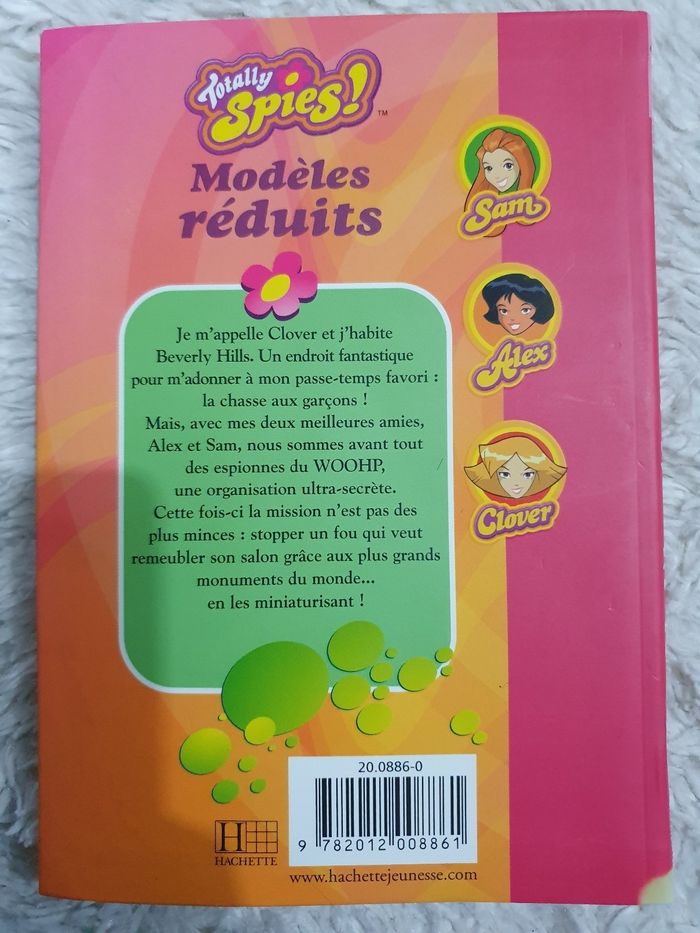 Totally
Spies!
™
Modèles
réduits
Sam
Alex
Clover
Je m'appelle Clover et j'habite
Beverly Hills. Un endroit fantastique
pour m'adonner à mon passe-temps favori :
la chasse aux garçons !
Mais, avec mes deux meilleures amies,
Alex et Sam, nous sommes avant tout
des espionnes du WOOHP,
une organisation ultra-secrète.
Cette fois-ci la mission n'est pas des
plus minces : stopper un fou qui veut
remeubler son salon grâce aux plus grands
monuments du monde...
en les miniaturisant !
20.0886-0
9 782012 008861
H
HACHETTE
www.hachettejeunesse.com